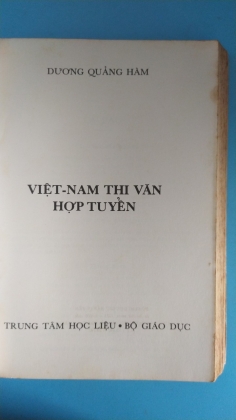 DƯƠNG QUẢNG HÀM
VIỆT-NAM THI VĂN
HỢP TUYỂN
TRUNG TÂM HỌC LIỆU • BỘ GIÁO DỤC